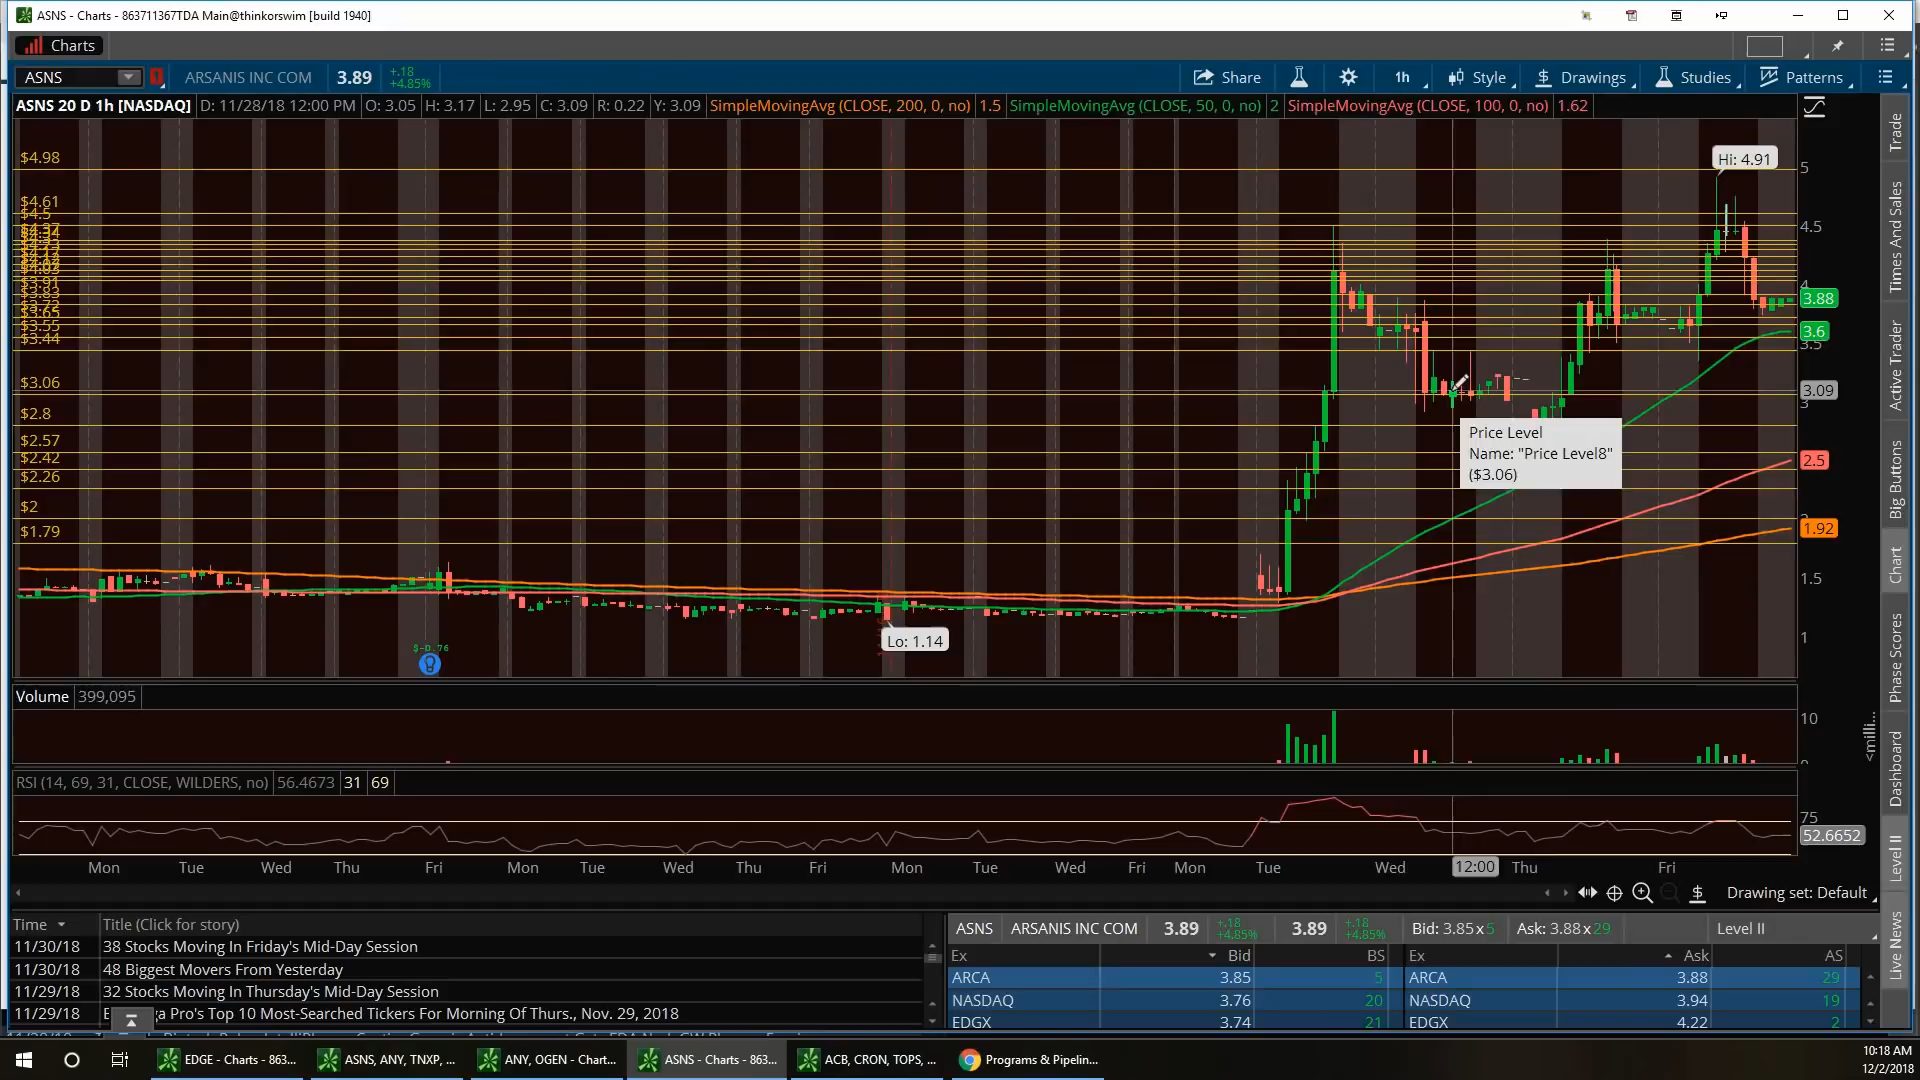 ASNS - Charts - 863711367TDA Main@thinkorswim [build 1940]
Charts
ASNS
1
ARSANIS INC COM
3.89
+.18
+4.85%
Share
1h
Style
Drawings
Studies
Patterns
ASNS 20 D 1h [NASDAQ] D: 11/28/18 12:00 PM O: 3.05 H: 3.17 L: 2.95 C: 3.09 R: 0.22 Y: 3.09 SimpleMovingAvg (CLOSE, 200, 0, no) 1.5 SimpleMovingAvg (CLOSE, 50, 0, no) 2 SimpleMovingAvg (CLOSE, 100, 0, no) 1.62
$4.98
$4.61
$4.5
$3.91
$3.83
$3.72
$3.65
$3.55
$3.44
$3.06
$2.8
$2.57
$2.42
$2.26
$2
$1.79
Hi: 4.91
5
4.5
4
3.88
3.6
3.5
3.09
3
2.5
2
1.92
1.5
1
Price Level
Name: "Price Level8"
($3.06)
$-0.76
Lo: 1.14
Volume 399,095
10
0
<milli...
RSI (14, 69, 31, CLOSE, WILDERS, no) 56.4673 31 69
75
52.6652
Mon Tue Wed Thu Fri Mon Tue Wed Thu Fri Mon Tue Wed Fri Mon Tue Wed 12:00 Thu Fri
Drawing set: Default
Trade
Times And Sales
Active Trader
Big Buttons
Chart
Phase Scores
Dashboard
Level II
Live News
Time Title (Click for story)
11/30/18 38 Stocks Moving In Friday's Mid-Day Session
11/30/18 48 Biggest Movers From Yesterday
11/29/18 32 Stocks Moving In Thursday's Mid-Day Session
11/29/18 ga Pro's Top 10 Most-Searched Tickers For Morning Of Thurs., Nov. 29, 2018
ASNS ARSANIS INC COM 3.89 +.18 +4.85% 3.89 +.18 +4.85% Bid: 3.85 x 5 Ask: 3.88 x 29 Level II
Ex Bid BS Ex Ask AS
ARCA 3.85 5 ARCA 3.88 29
NASDAQ 3.76 20 NASDAQ 3.94 19
EDGX 3.74 21 EDGX 4.22 2
EDGE - Charts - 863...
ASNS, ANY, TNXP, ...
ANY, OGEN - Chart...
ASNS - Charts - 863...
ACB, CRON, TOPS, ...
Programs & Pipelin...
10:18 AM
12/2/2018